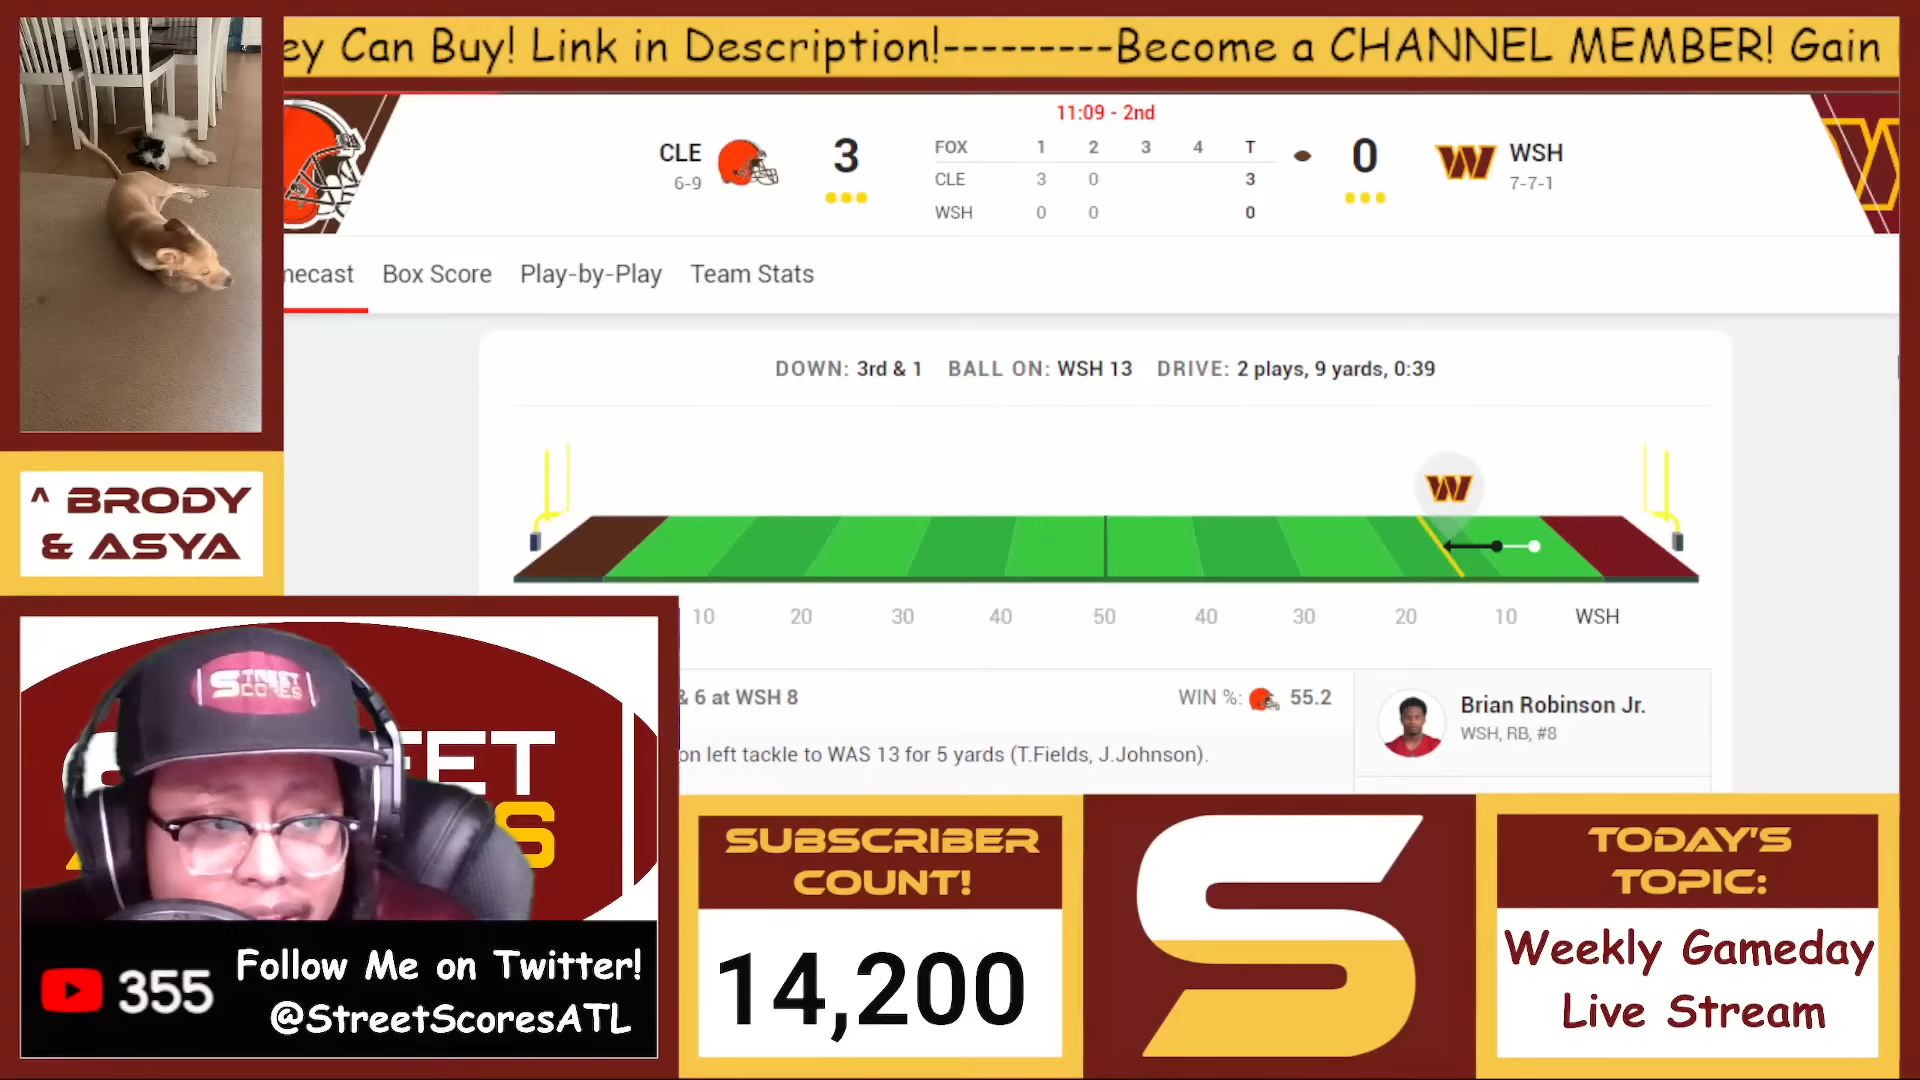 ey Can Buy! Link in Description!---------Become a CHANNEL MEMBER! Gain
11:09 - 2nd
CLE
6-9
3
FOX 1 2 3 4 T
CLE 3 0 3
WSH 0 0 0
0
WSH
7-7-1
necast Box Score Play-by-Play Team Stats
DOWN: 3rd & 1 BALL ON: WSH 13 DRIVE: 2 plays, 9 yards, 0:39
W
10 20 30 40 50 40 30 20 10 WSH
& 6 at WSH 8
WIN %: 55.2
on left tackle to WAS 13 for 5 yards (T.Fields, J.Johnson).
Brian Robinson Jr.
WSH, RB, #8
^ BRODY
& ASYA
STREET
SCORES
EET
S
355
Follow Me on Twitter!
@StreetScoresATL
SUBSCRIBER
COUNT!
14,200
S
TODAY'S
TOPIC:
Weekly Gameday
Live Stream